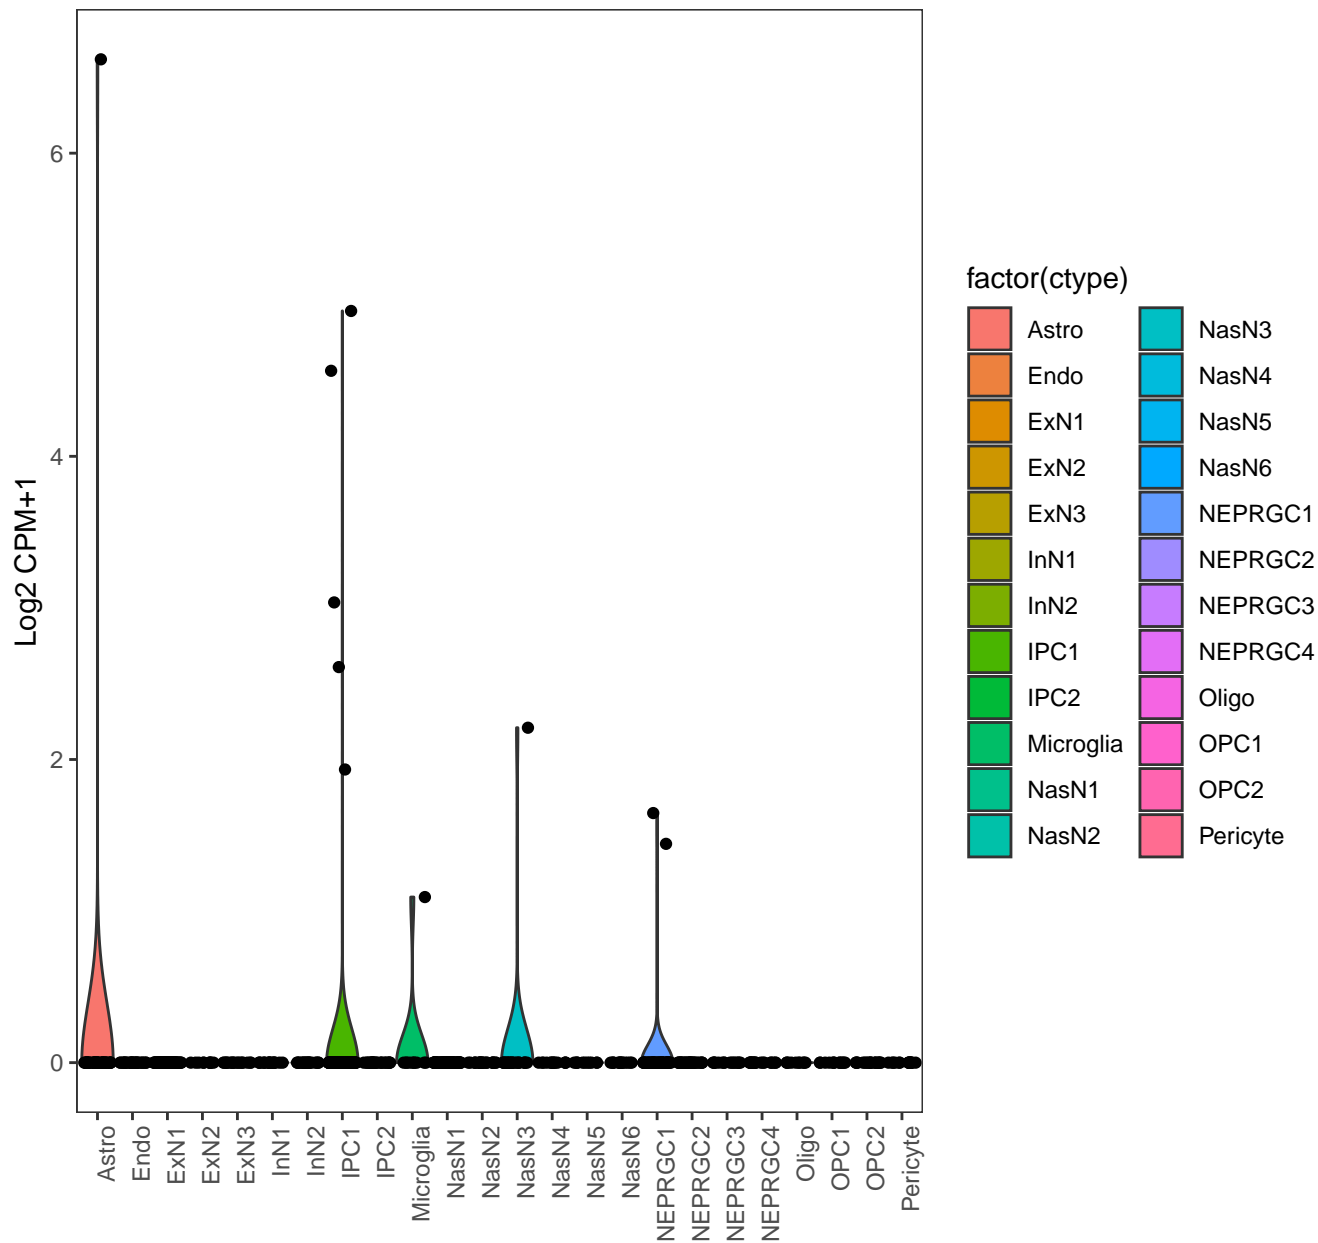 6
4
2
0
Log2 CPM+1
Astro
Endo
ExN1
ExN2
ExN3
InN1
InN2
IPC1
IPC2
Microglia
NasN1
NasN2
NasN3
NasN4
NasN5
NasN6
NEPRGC1
NEPRGC2
NEPRGC3
NEPRGC4
Oligo
OPC1
OPC2
Pericyte
factor(ctype)
Astro
Endo
ExN1
ExN2
ExN3
InN1
InN2
IPC1
IPC2
Microglia
NasN1
NasN2
NasN3
NasN4
NasN5
NasN6
NEPRGC1
NEPRGC2
NEPRGC3
NEPRGC4
Oligo
OPC1
OPC2
Pericyte